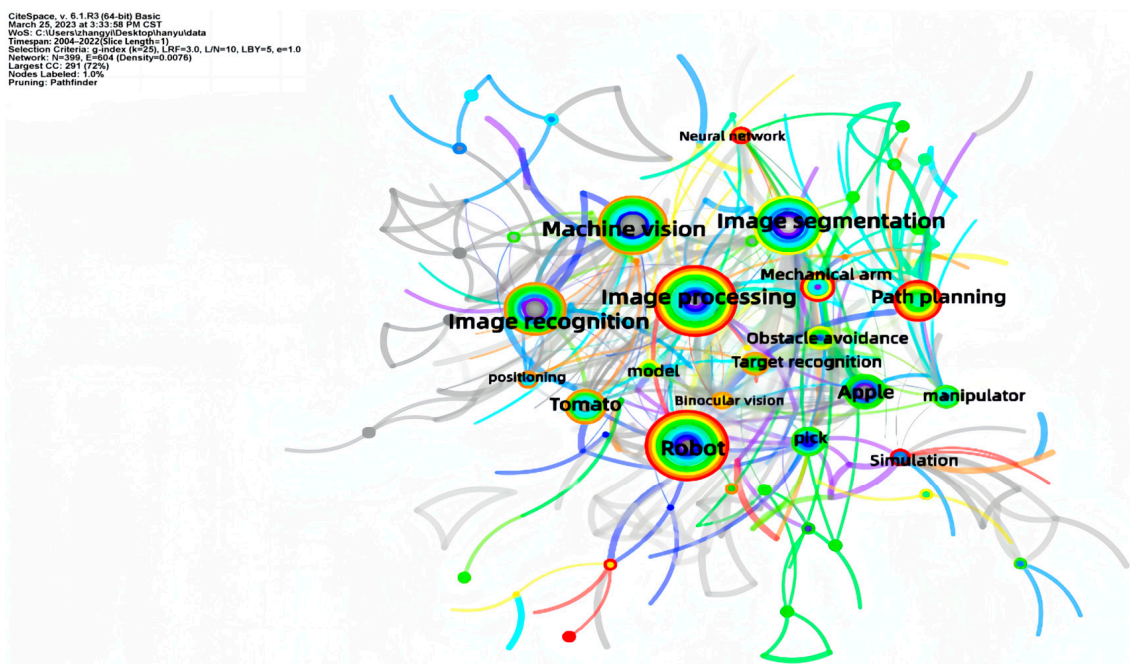 CiteSpace, v. 6.1.R3 (64-bit) Basic
March 25, 2023 at 3:33:58 PM CST
WoS: C:\Users\zhangyi\Desktop\hanyu\data
Timespan: 2004-2022(Slice Length=1)
Selection Criteria: g-index (k=25), LRF=3.0, L/N=10, LBY=5, e=1.0
Network: N=399, E=604 (Density=0.0076)
Largest CC: 291 (72%)
Nodes Labeled: 1.0%
Pruning: Pathfinder
Neural network
Machine vision
Image segmentation
Mechanical arm
Image processing
Path planning
Image recognition
Obstacle avoidance
Target recognition
model
positioning
Apple
manipulator
Binocular vision
Tomato
pick
Robot
Simulation